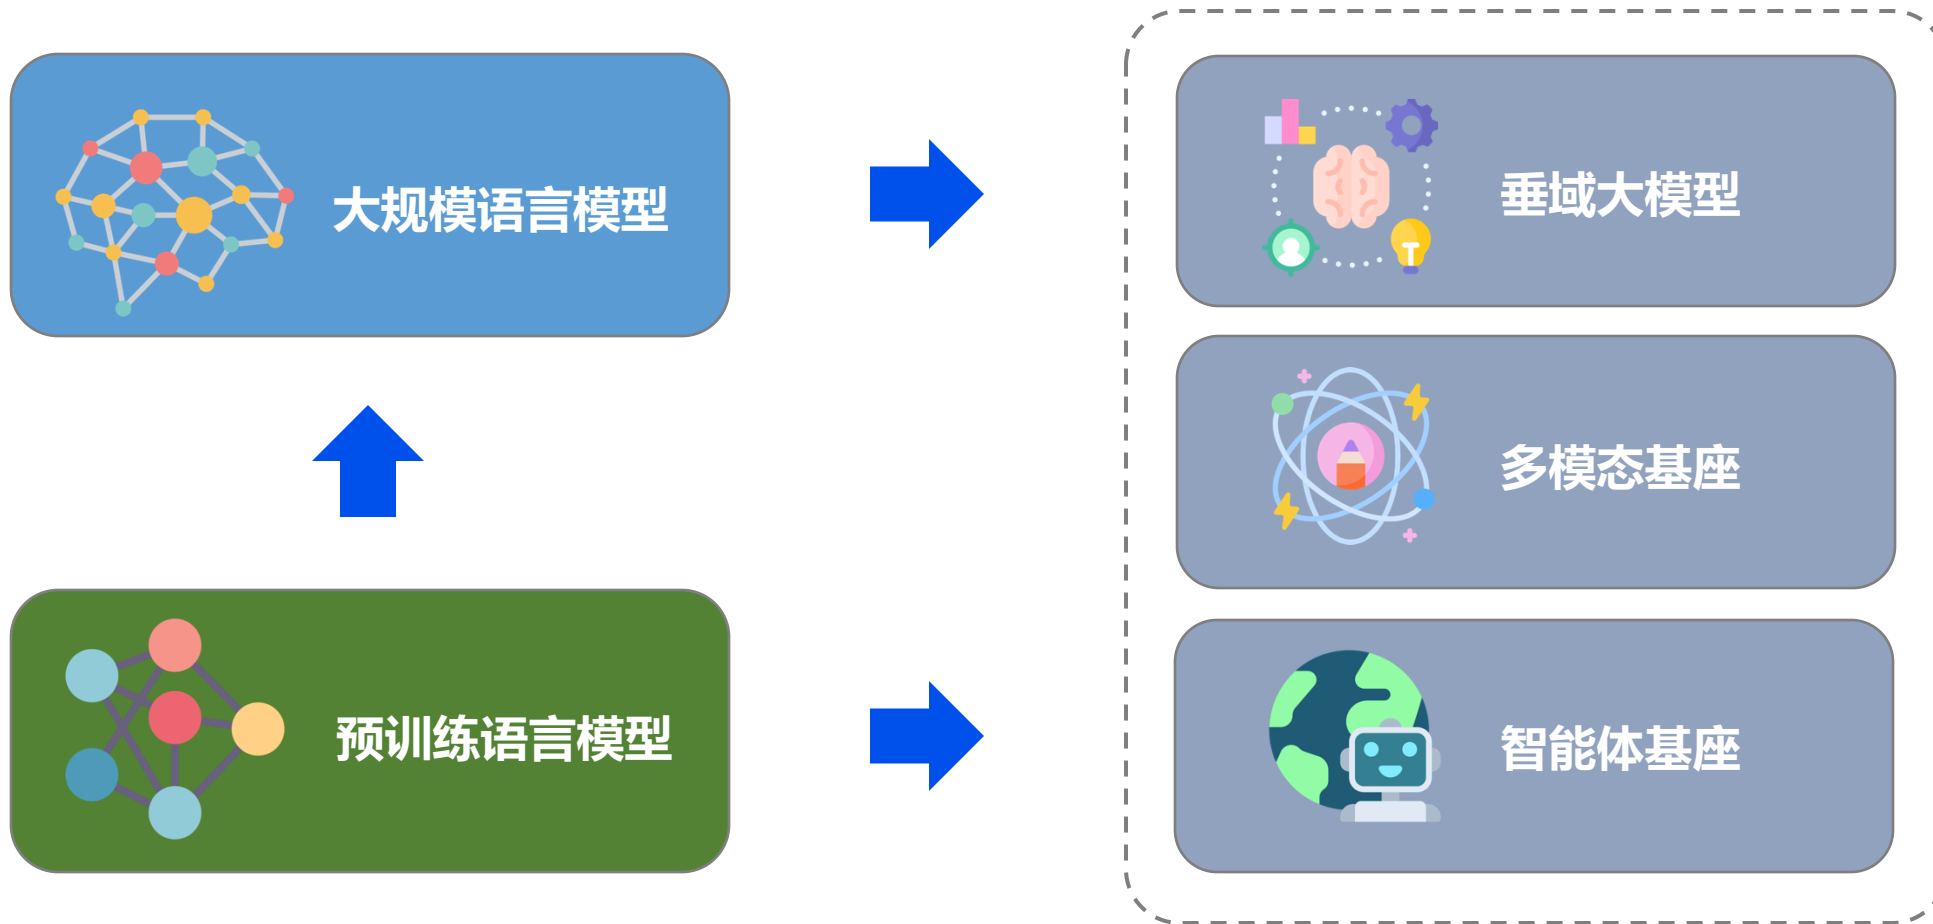 大规模语言模型
预训练语言模型
垂域大模型
多模态基座
智能体基座